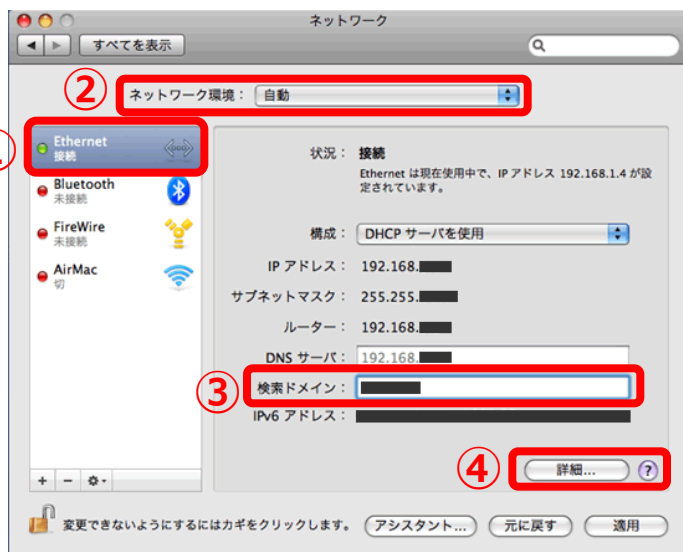 ネットワーク
すべてを表示
② ネットワーク環境： 自動
Ethernet
接続
Bluetooth
未接続
FireWire
未接続
AirMac
切
状況： 接続
Ethernet は現在使用中で、IP アドレス 192.168.1.4 が設
定されています。
構成： DHCP サーバを使用
IP アドレス： 192.168.
サブネットマスク： 255.255.
ルーター： 192.168.
DNS サーバ： 192.168.
③ 検索ドメイン：
IPv6 アドレス：
④ 詳細... ?
+ −
変更できないようにするにはカギをクリックします。
アシスタント... 元に戻す 適用